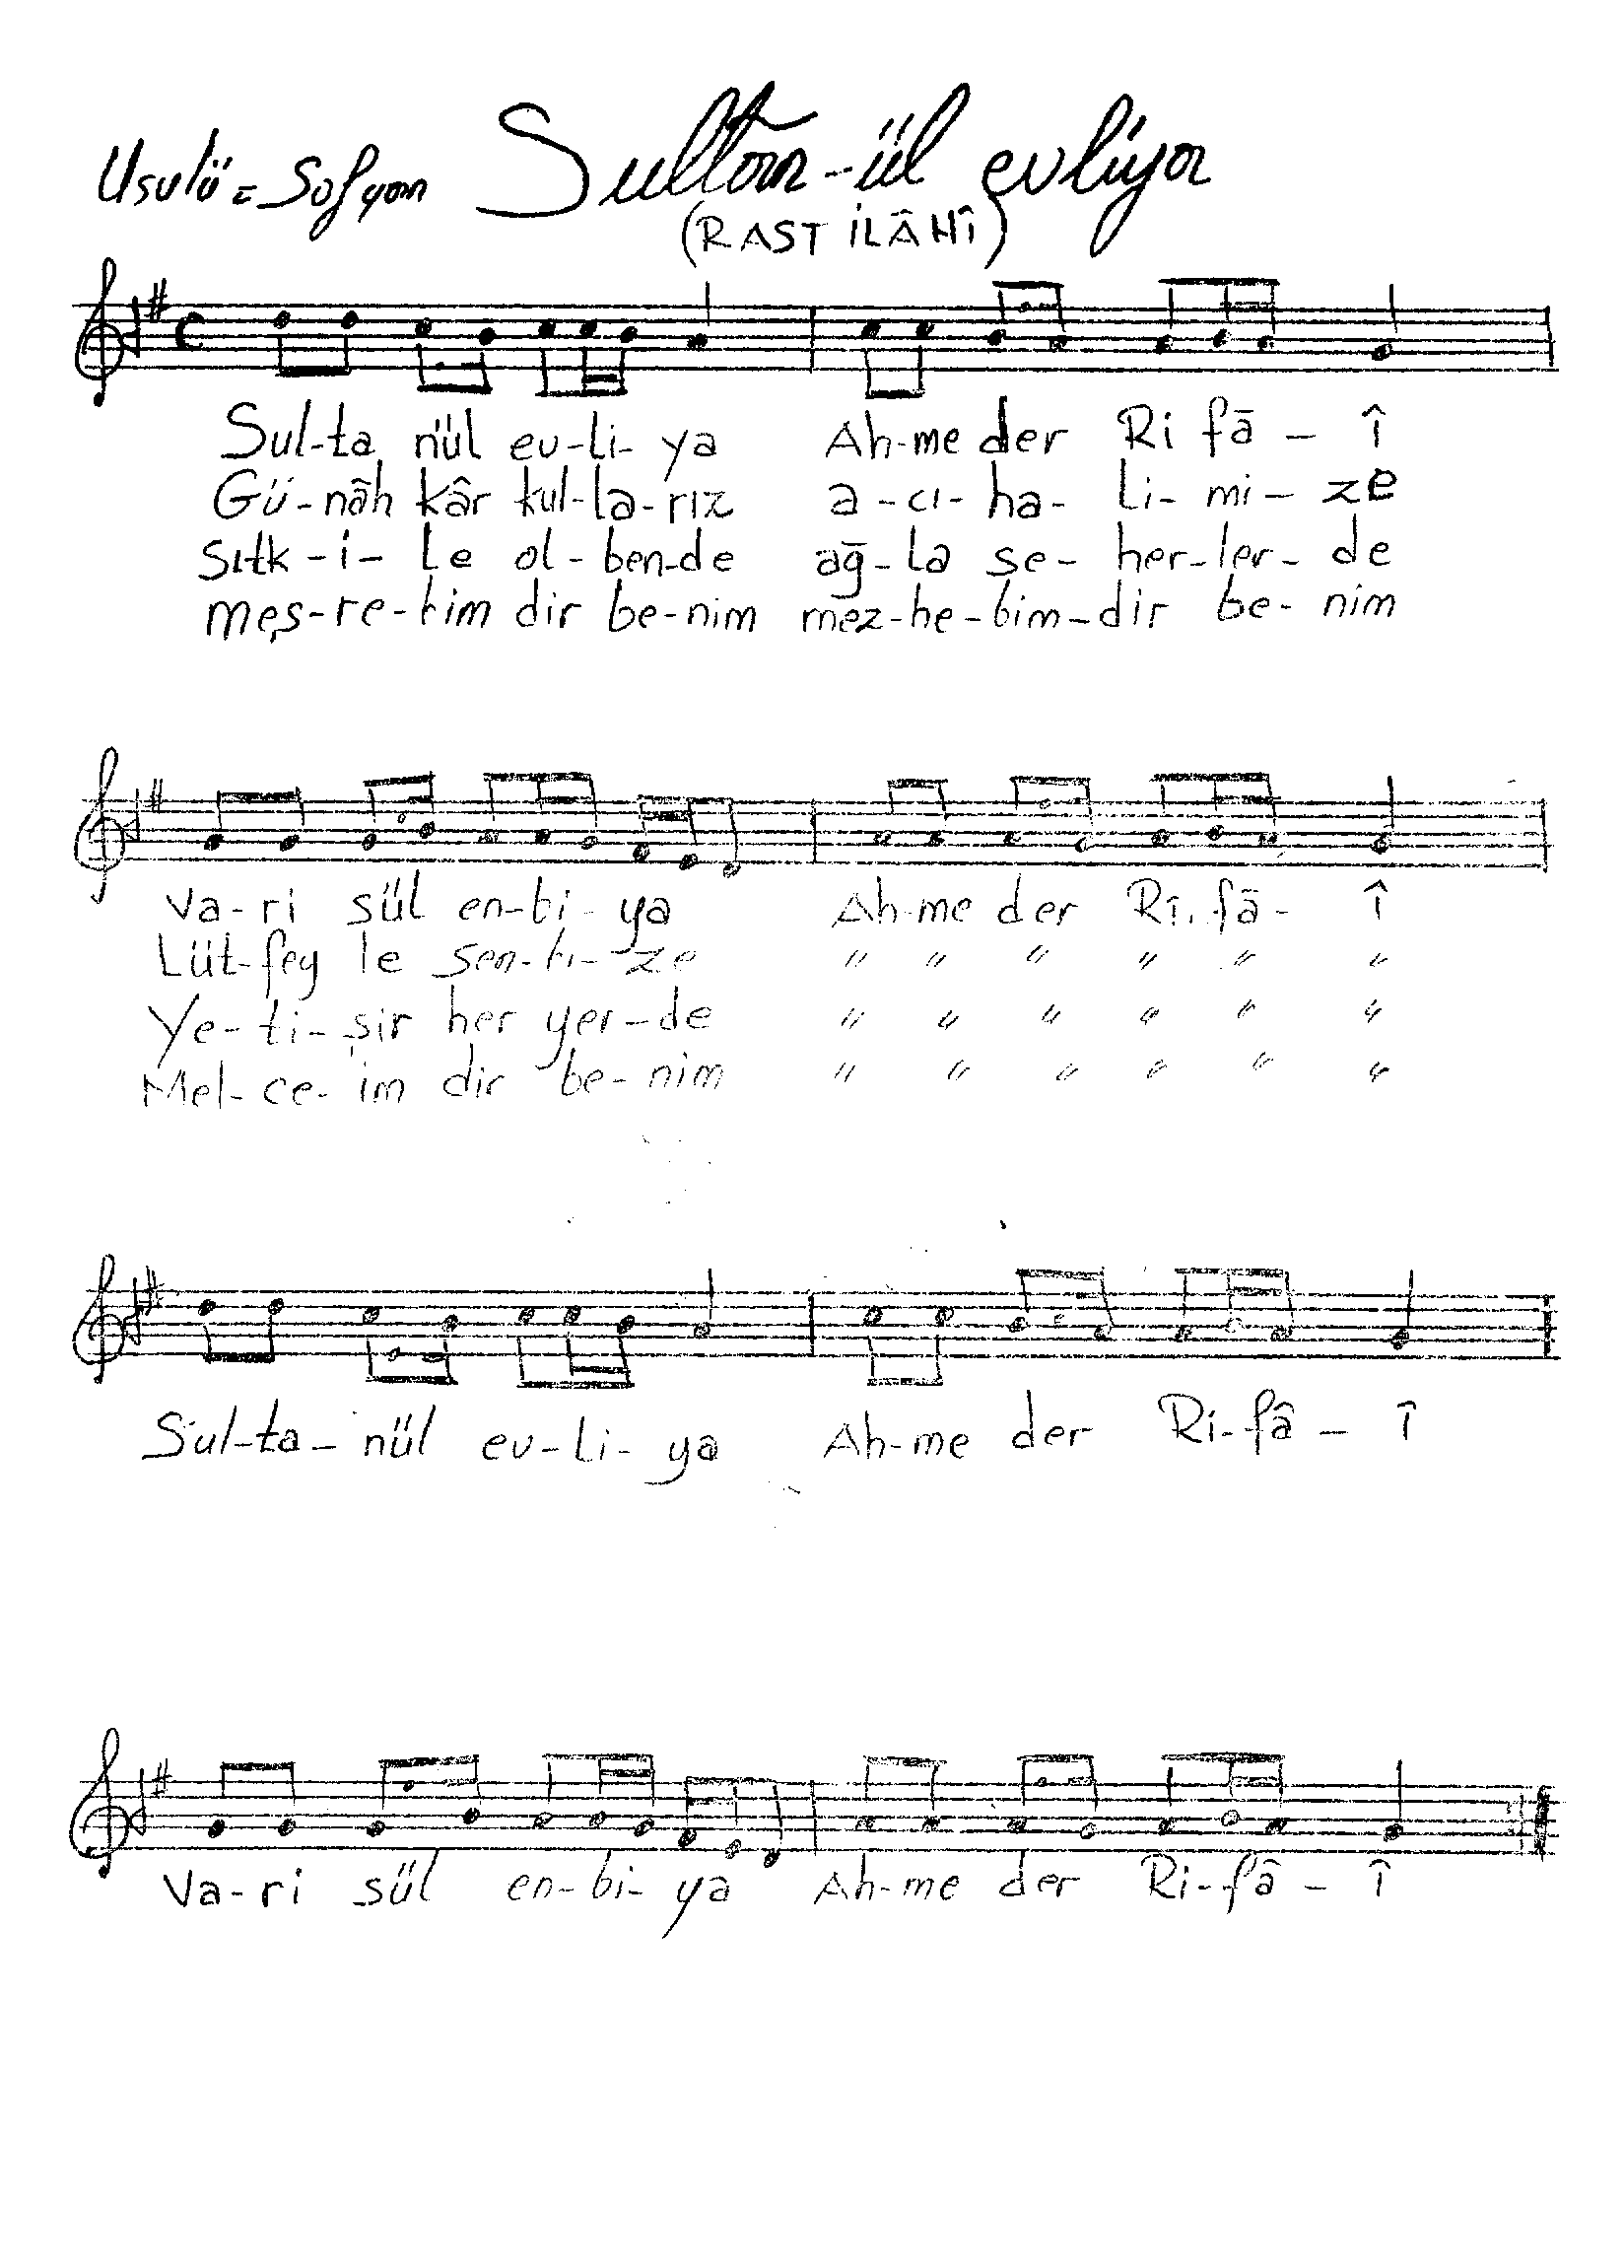 Usulü = Sofyan Sultan-ül evliya
(RAST İLÂHÎ)
Sul-ta nül ev-li- ya Ah-me der Ri fā - î
Gü-nāh kâr kul-la-rız a-cı-ha- li- mi- ze
Sıtk-i- le ol-ben-de ağ-la se- her-ler- de
meş-re-bim dir be-nim mez-he-bim-dir be- nim
va-ri sül en-bi- ya Ah-me der Ri-fā- î
Lüt-fey le sen-bi- ze " " " " " "
Ye-ti-şir her yer-de " " " " " "
Mel-ce-im dir be-nim " " " " " "
Sul-ta- nül ev-li- ya Ah-me der Ri-fâ- î
Va-ri sül en-bi- ya Ah-me der Ri-fâ- î